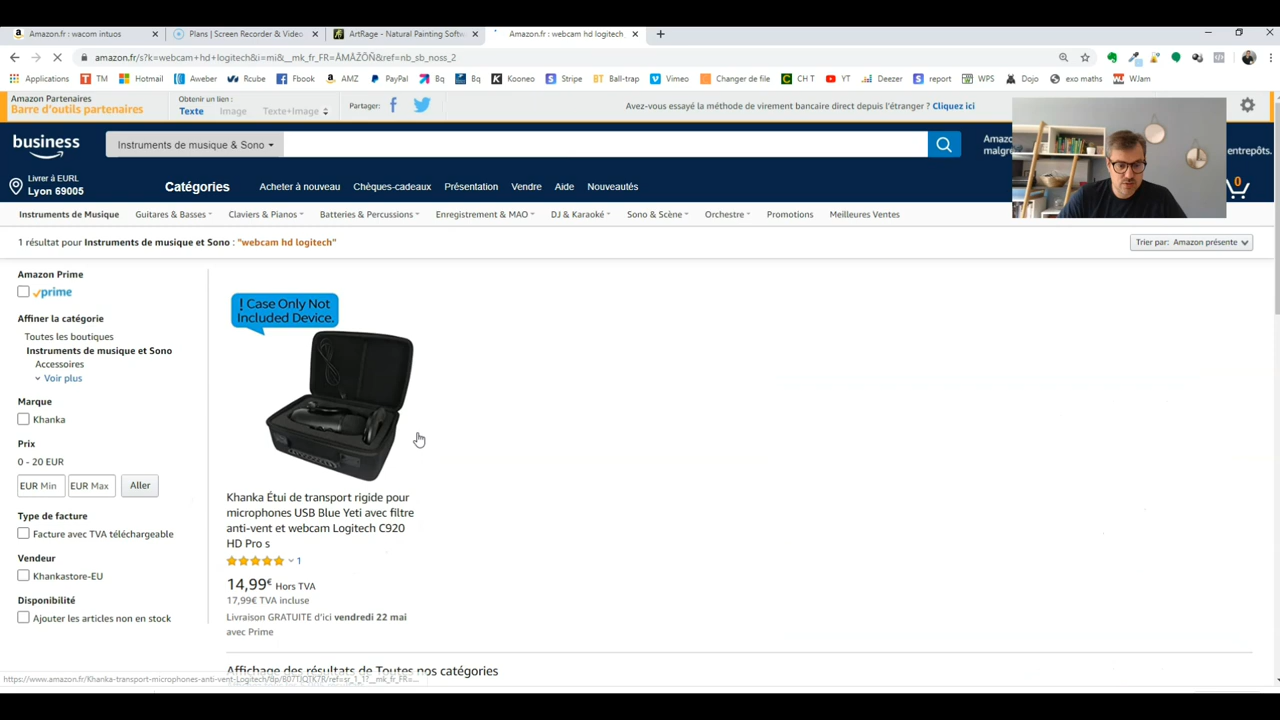 Amazon.fr : wacom intuos
Plans | Screen Recorder & Video
ArtRage - Natural Painting Softw
Amazon.fr : webcam hd logitech
amazon.fr/s?k=webcam+hd+logitech&i=mi&__mk_fr_FR=ÅMÅŽÕÑ&ref=nb_sb_noss_2
Applications TM Hotmail Aweber Rcube Fbook AMZ PayPal Bq Bq Kooneo Stripe BT Ball-trap Vimeo Changer de file CH T YT Deezer report WPS Dojo exo maths WJam
Amazon Partenaires
Barre d'outils partenaires
Obtenir un lien :
Texte Image Texte+Image
Partager:
Avez-vous essayé la méthode de virement bancaire direct depuis l'étranger ? Cliquez ici
business
Instruments de musique & Sono
Amaz
malgré
entrepôts.
Livrer à EURL
Lyon 69005
Catégories
Acheter à nouveau Chèques-cadeaux Présentation Vendre Aide Nouveautés
0
Instruments de Musique Guitares & Basses Claviers & Pianos Batteries & Percussions Enregistrement & MAO DJ & Karaoké Sono & Scène Orchestre Promotions Meilleures Ventes
1 résultat pour Instruments de musique et Sono : "webcam hd logitech"
Trier par: Amazon présente
Amazon Prime
prime
Affiner la catégorie
Toutes les boutiques
Instruments de musique et Sono
Accessoires
Voir plus
Marque
Khanka
Prix
0 - 20 EUR
EUR Min EUR Max Aller
Type de facture
Facture avec TVA téléchargeable
Vendeur
Khankastore-EU
Disponibilité
Ajouter les articles non en stock
! Case Only Not
Included Device.
Khanka Étui de transport rigide pour
microphones USB Blue Yeti avec filtre
anti-vent et webcam Logitech C920
HD Pro s
1
14,99€ Hors TVA
17,99€ TVA incluse
Livraison GRATUITE d'ici vendredi 22 mai
avec Prime
Affichage des résultats de Toutes nos catégories